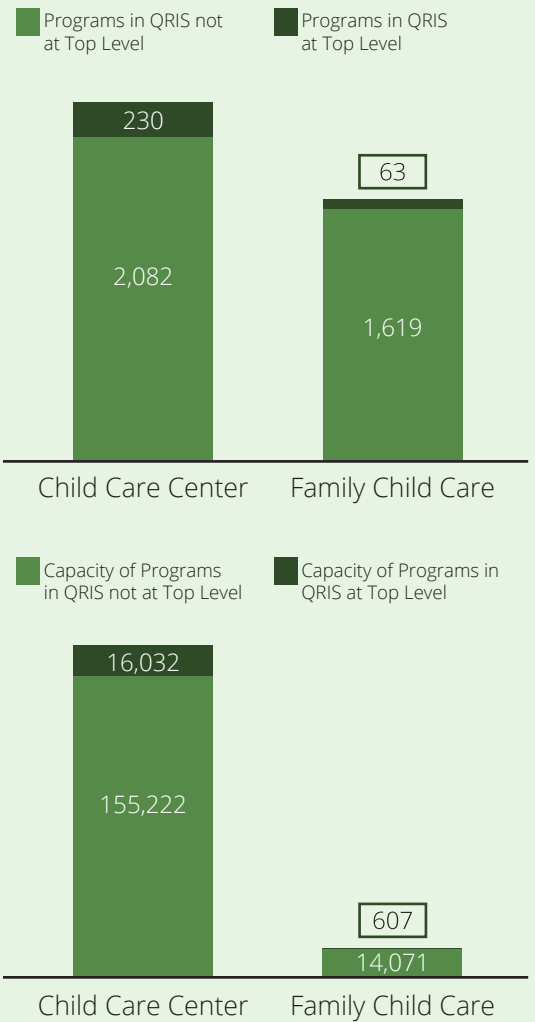 Programs in QRIS not
at Top Level
Programs in QRIS
at Top Level
230
2,082
63
1,619
Child Care Center
Family Child Care
Capacity of Programs
in QRIS not at Top Level
Capacity of Programs in
QRIS at Top Level
16,032
155,222
607
14,071
Child Care Center
Family Child Care